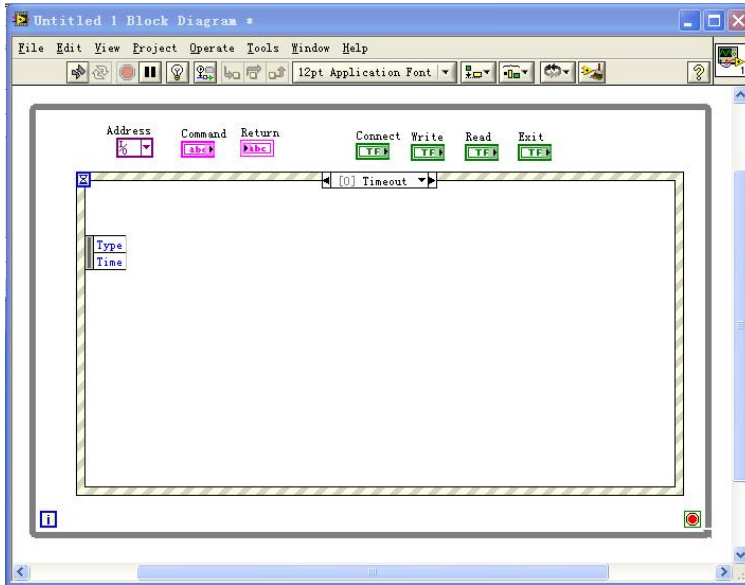 Untitled 1 Block Diagram *
File Edit View Project Operate Tools Window Help
12pt Application Font
?
1
Address Command Return Connect Write Read Exit
I/O abc abc TF TF TF TF
[0] Timeout
Type
Time
i